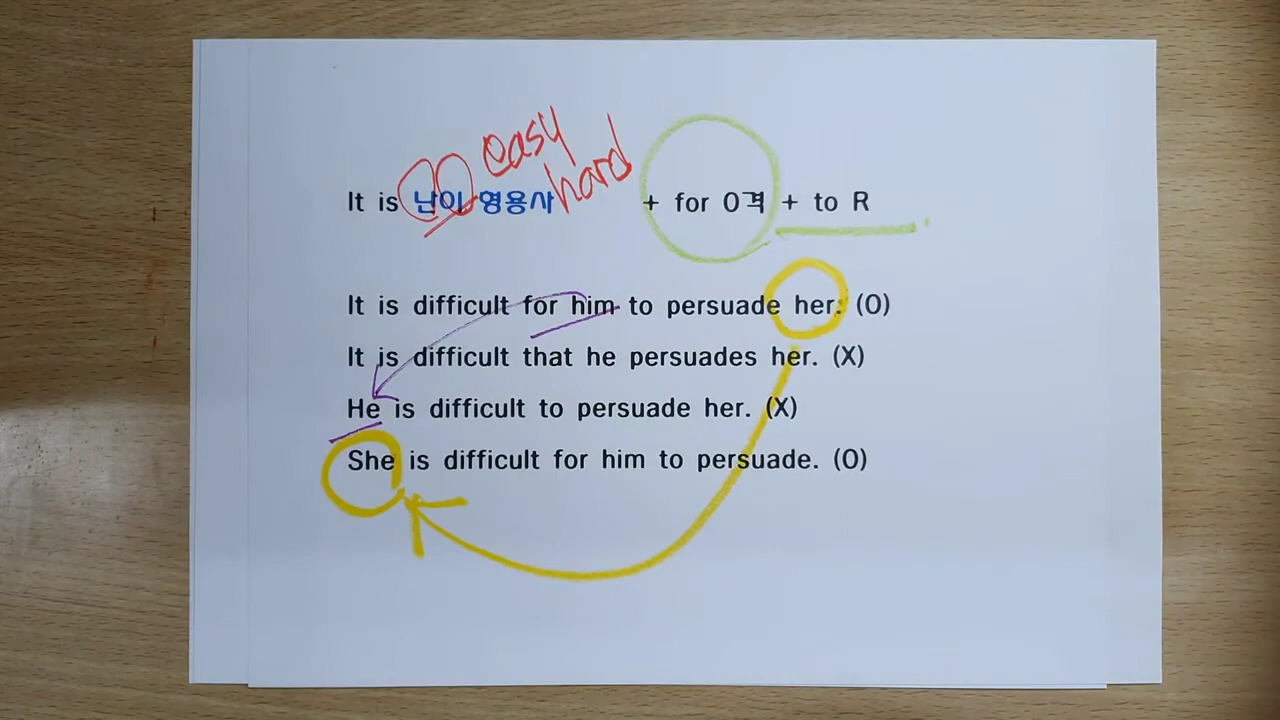 easy
hard
It is 난이 형용사 + for O격 + to R
It is difficult for him to persuade her. (O)
It is difficult that he persuades her. (X)
He is difficult to persuade her. (X)
She is difficult for him to persuade. (O)